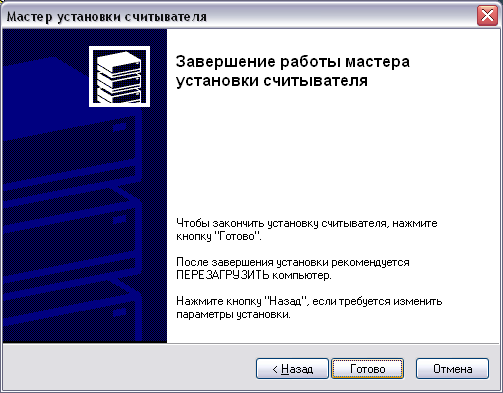 Мастер установки считывателя
Завершение работы мастера
установки считывателя
Чтобы закончить установку считывателя, нажмите
кнопку "Готово".
После завершения установки рекомендуется
ПЕРЕЗАГРУЗИТЬ компьютер.
Нажмите кнопку "Назад", если требуется изменить
параметры установки.
< Назад
Готово
Отмена